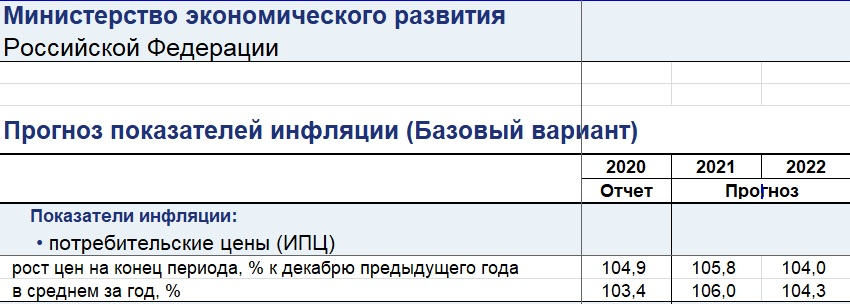 Министерство экономического развития
Российской Федерации
Прогноз показателей инфляции (Базовый вариант)
2020 2021 2022
Отчет Прогноз
Показатели инфляции:
• потребительские цены (ИПЦ)
рост цен на конец периода, % к декабрю предыдущего года 104,9 105,8 104,0
в среднем за год, % 103,4 106,0 104,3